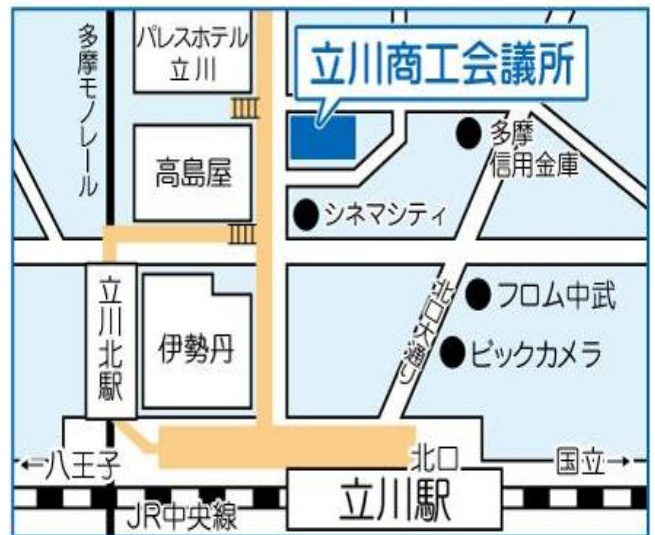 多摩モノレール
パレスホテル
立川
立川商工会議所
高島屋
多摩
信用金庫
シネマシティ
立川北駅
伊勢丹
北口大通り
フロム中武
ビックカメラ
←八王子
北口
国立→
立川駅
JR中央線